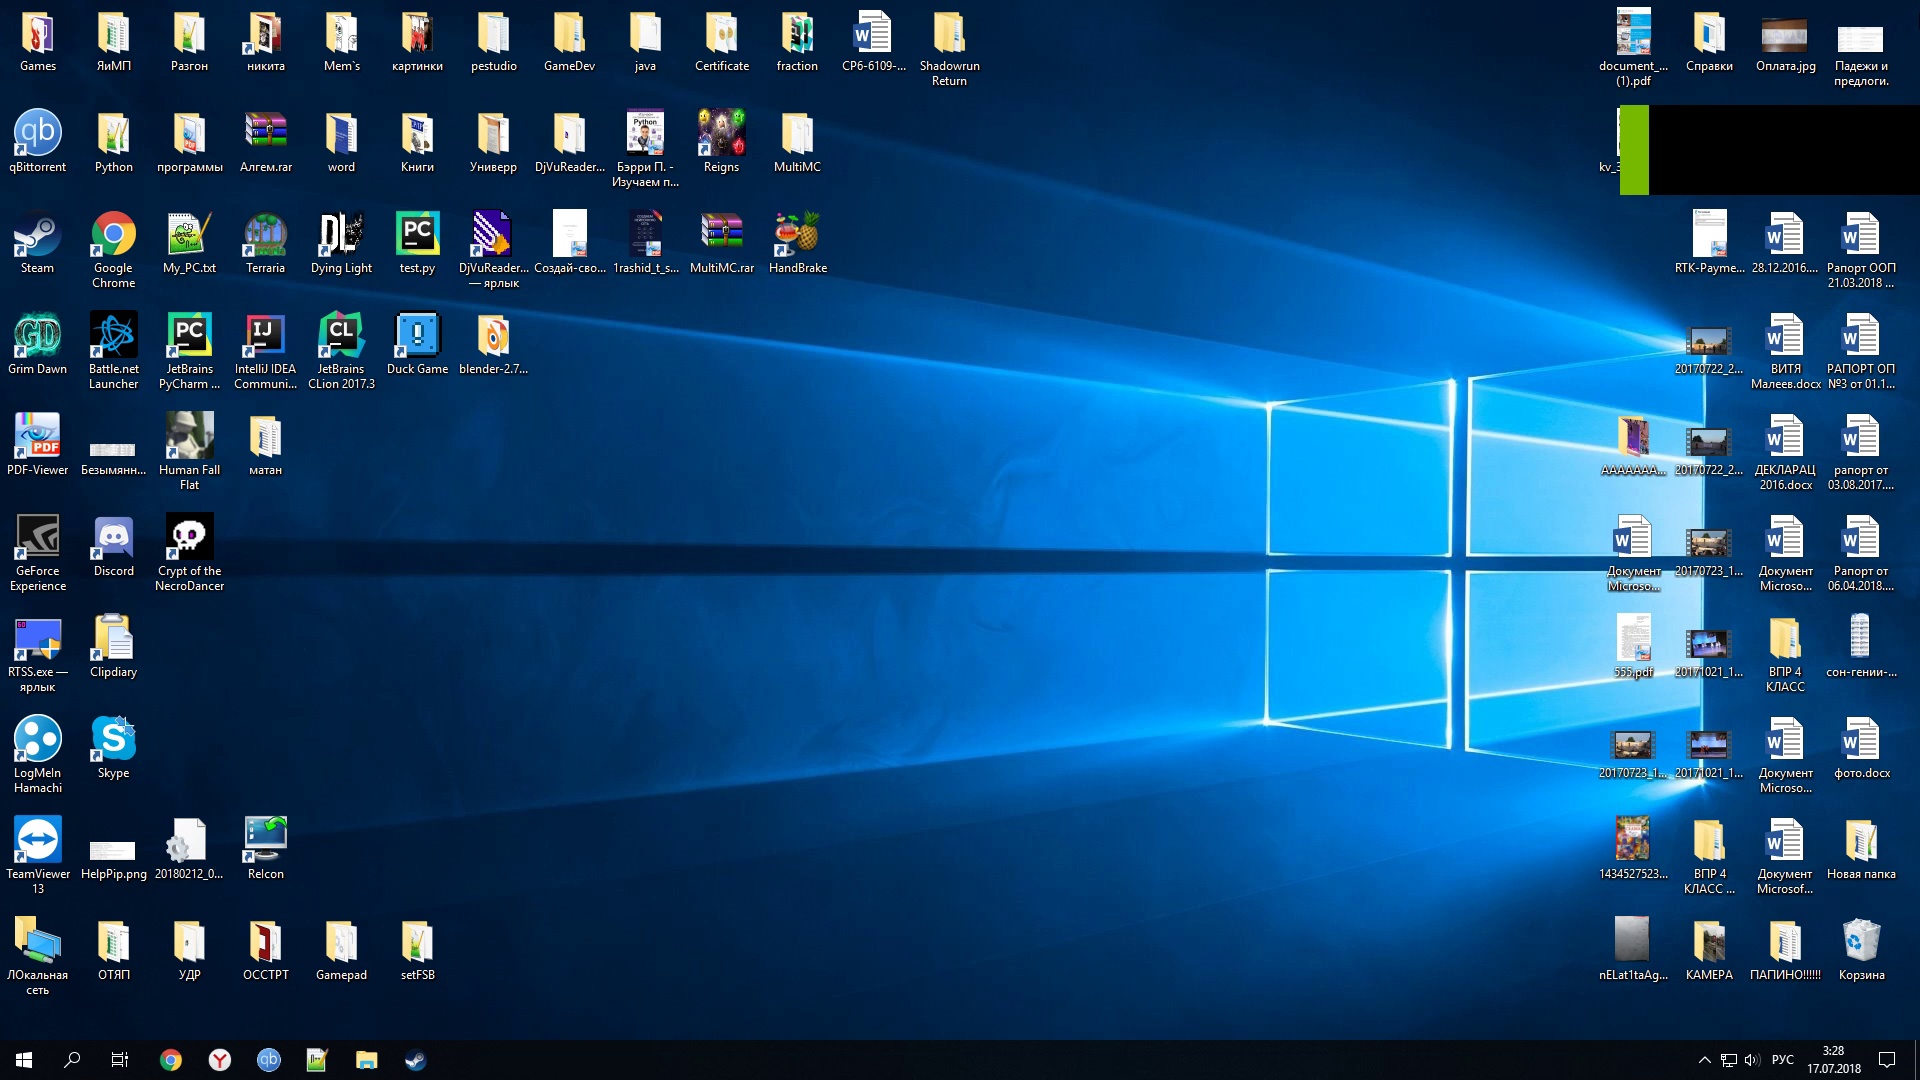 Games
ЯиМП
Разгон
никита
Mem`s
картинки
pestudio
GameDev
java
Certificate
fraction
СР6-6109-...
Shadowrun
Return
document_...
(1).pdf
Справки
Оплата.jpg
Падежи и
предлоги.
qBittorrent
Python
программы
Алгем.rar
word
Книги
Универр
DjVuReader...
Бэрри П. -
Изучаем п...
Reigns
MultiMC
kv_3
Steam
Google
Chrome
My_PC.txt
Terraria
Dying Light
test.py
DjVuReader...
— ярлык
Создай-сво...
1rashid_t_s...
MultiMC.rar
HandBrake
RTK-Payme...
28.12.2016....
Рапорт ООП
21.03.2018 ...
Grim Dawn
Battle.net
Launcher
JetBrains
PyCharm ...
IntelliJ IDEA
Communi...
JetBrains
CLion 2017.3
Duck Game
blender-2.7...
20170722_2...
ВИТЯ
Малеев.docx
РАПОРТ ОП
№3 от 01.1...
PDF-Viewer
Безымянн...
Human Fall
Flat
матан
AAAAAAA...
20170722_2...
ДЕКЛАРАЦ
2016.docx
рапорт от
03.08.2017....
GeForce
Experience
Discord
Crypt of the
NecroDancer
Документ
Microso...
20170723_1...
Документ
Microso...
Рапорт от
06.04.2018....
RTSS.exe —
ярлык
Clipdiary
555.pdf
20171021_1...
ВПР 4
КЛАСС
сон-гении-...
LogMeIn
Hamachi
Skype
20170723_1...
20171021_1...
Документ
Microso...
фото.docx
TeamViewer
13
HelpPip.png
20180212_0...
ReIcon
1434527523...
ВПР 4
КЛАСС ...
Документ
Microsof...
Новая папка
ЛОкальная
сеть
ОТЯП
УДР
ОССТРТ
Gamepad
setFSB
nELat1taAg...
КАМЕРА
ПАПИНО!!!!!!
Корзина
РУС
3:28
17.07.2018